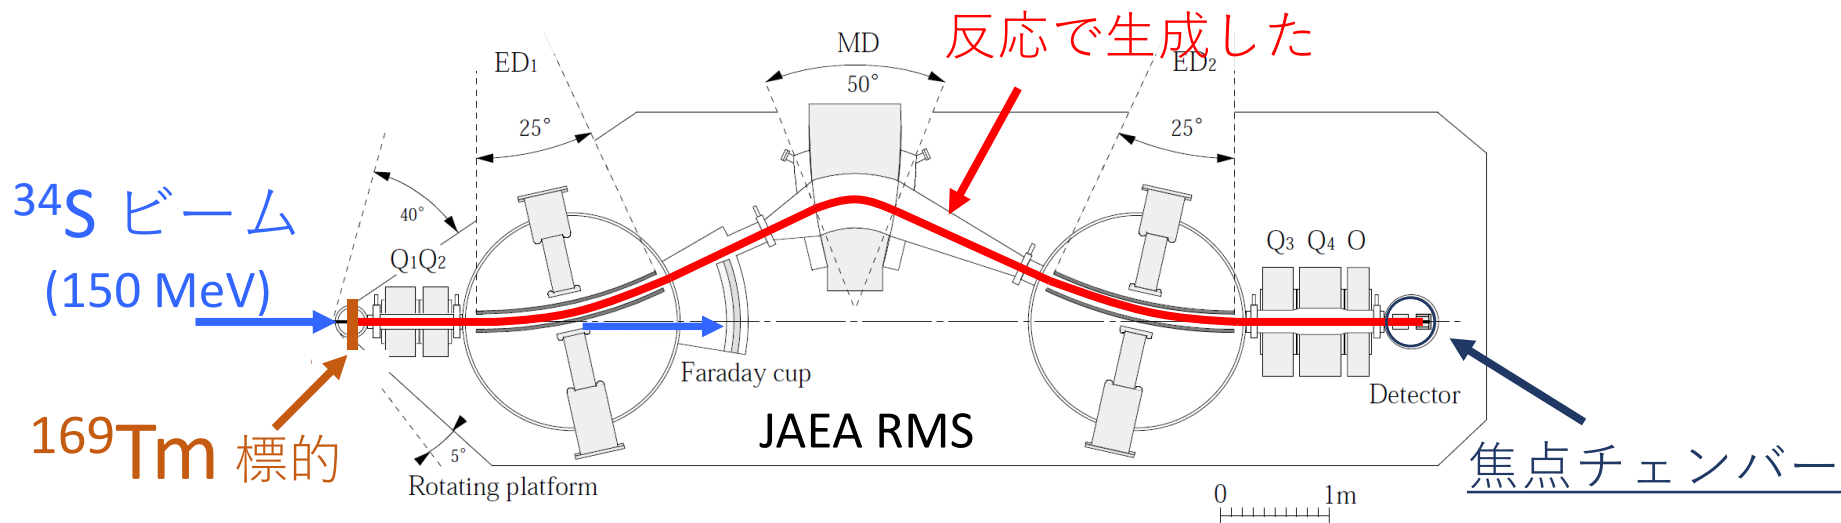 反応で生成した
MD
ED1
ED2
50°
25°
25°
34S ビーム
(150 MeV)
40°
Q1Q2
Q3 Q4 O
Faraday cup
Detector
JAEA RMS
169Tm 標的
5°
Rotating platform
焦点チェンバー
0 1m